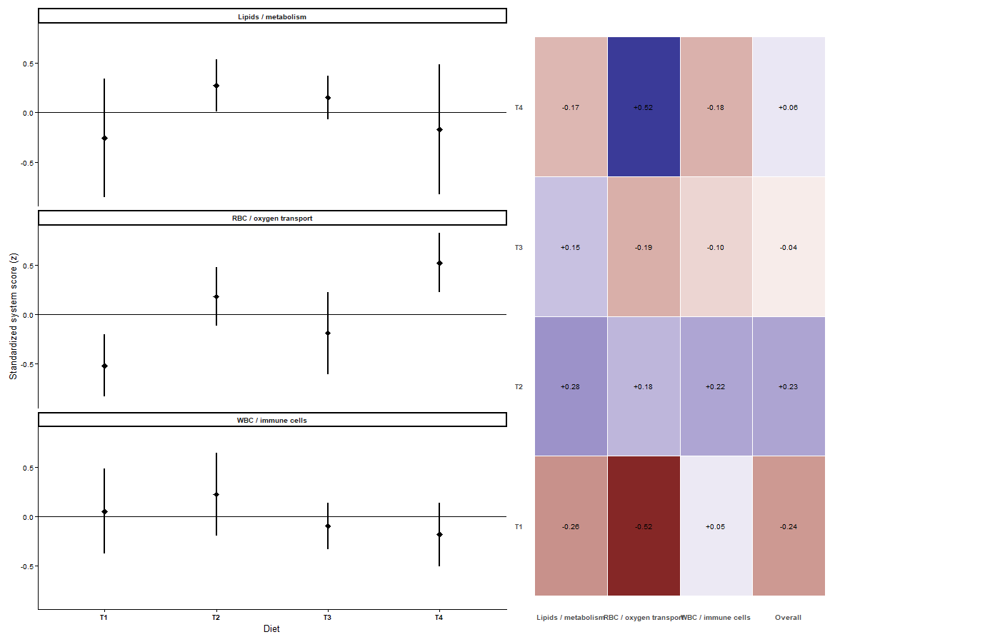 Lipids / metabolism
0.5
0.0
-0.5
RBC / oxygen transport
0.5
0.0
-0.5
WBC / immune cells
0.5
0.0
-0.5
Standardized system score (z)
T1 T2 T3 T4
Diet
T4 -0.17 +0.52 -0.18 +0.06
T3 +0.15 -0.19 -0.10 -0.04
T2 +0.28 +0.18 +0.22 +0.23
T1 -0.26 -0.52 +0.05 -0.24
Lipids / metabolism RBC / oxygen transport WBC / immune cells Overall